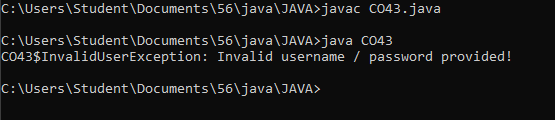 C:\Users\Student\Documents\56\java\JAVA>javac CO43.java
C:\Users\Student\Documents\56\java\JAVA>java CO43
CO43$InvalidUserException: Invalid username / password provided!
C:\Users\Student\Documents\56\java\JAVA>